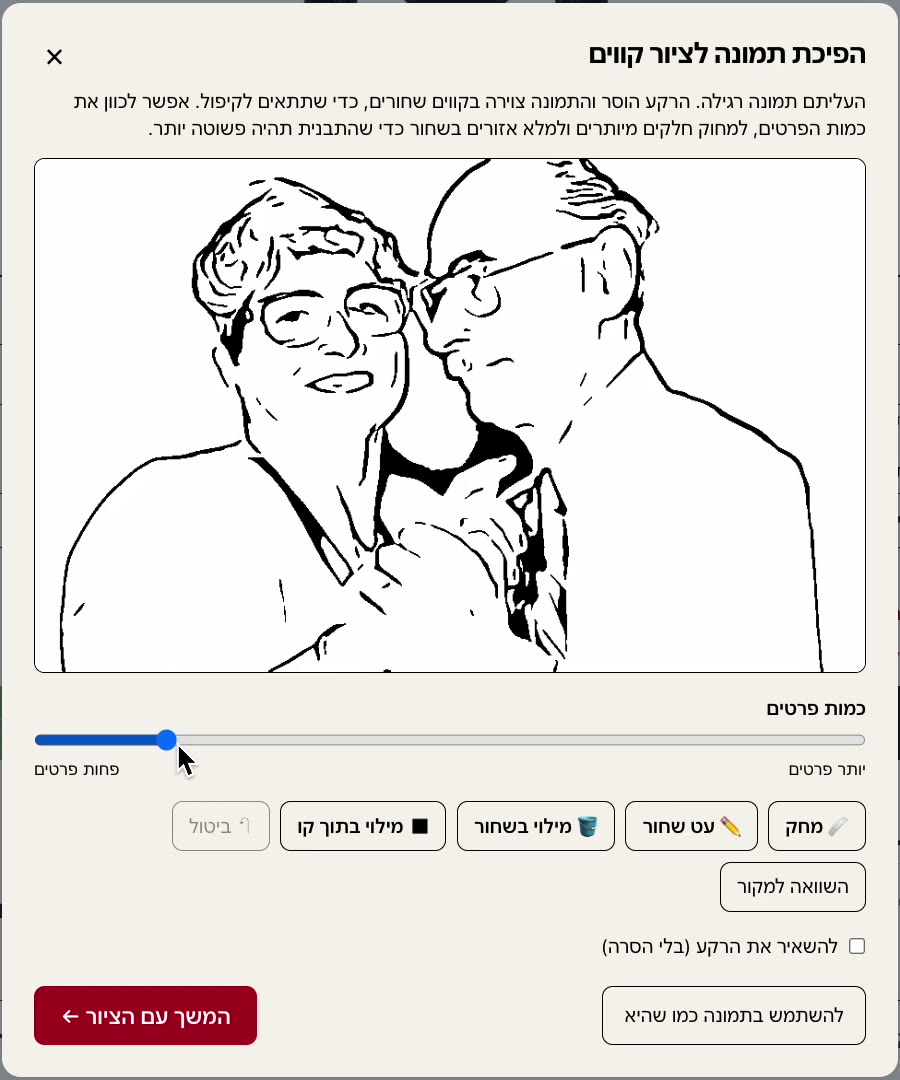 הפיכת תמונה לציור קווים
✕
העליתם תמונה רגילה. הרקע הוסר והתמונה צוירה בקווים שחורים, כדי שתתאים לקיפול. אפשר לכוון את
כמות הפרטים, למחוק חלקים מיותרים ולמלא אזורים בשחור כדי שהתבנית תהיה פשוטה יותר.
כמות פרטים
יותר פרטים
פחות פרטים
מחק
עט שחור
מילוי בשחור
מילוי בתוך קו
ביטול
השוואה למקור
להשאיר את הרקע (בלי הסרה)
להשתמש בתמונה כמו שהיא
המשך עם הציור ←